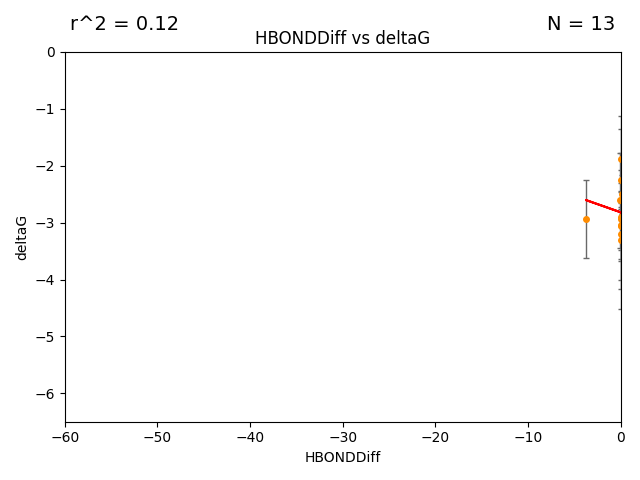 r^2 = 0.12
N = 13
HBONDDiff vs deltaG
deltaG
0
−1
−2
−3
−4
−5
−6
−60
−50
−40
−30
−20
−10
0
HBONDDiff